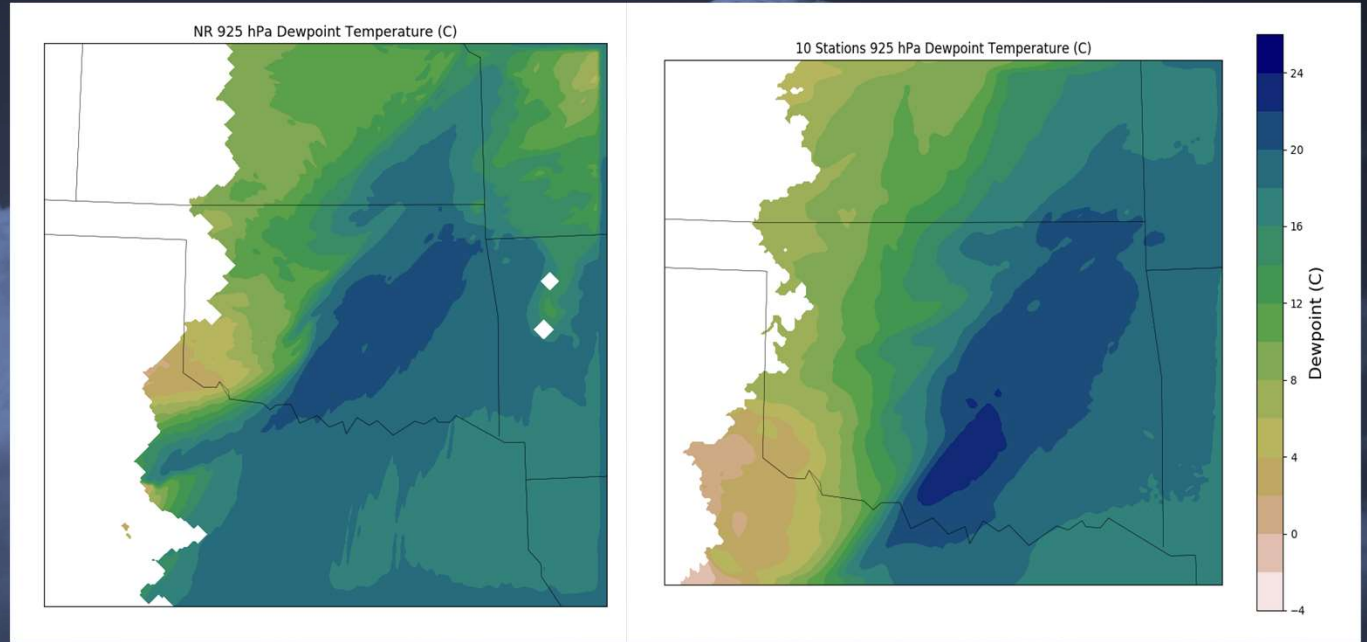 NR 925 hPa Dewpoint Temperature (C)
10 Stations 925 hPa Dewpoint Temperature (C)
24
20
16
12
8
4
0
−4
Dewpoint (C)